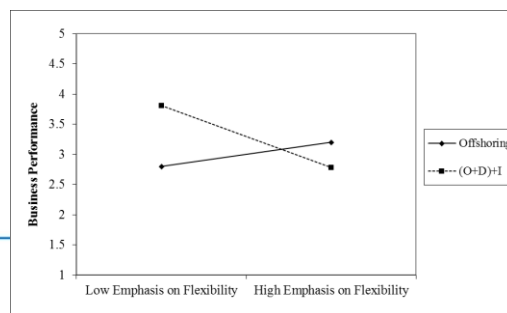 5
4.5
4
3.5
3
2.5
2
1.5
1
Business Performance
Low Emphasis on Flexibility
High Emphasis on Flexibility
Offshoring
(O+D)+I